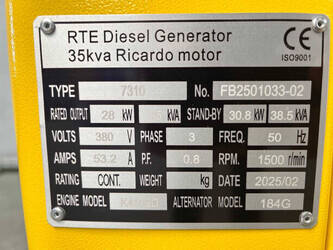 RTE Diesel Generator CE
35kva Ricardo motor ISO9001
TYPE 7310 No. FB2501033-02
RATED OUTPUT 28 kW kVA STAND-BY 30.8 kW 38.5 kVA
VOLTS 380 V PHASE 3 FREQ. 50 Hz
AMPS 53.2 A P.F. 0.8 RPM. 1500 r/min
RATING CONT. WEIGHT kg DATE 2025/02
ENGINE MODEL ALTERNATOR MODEL 184G